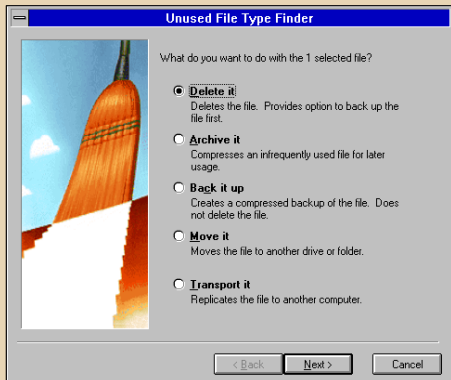 Unused File Type Finder
What do you want to do with the 1 selected file?
Delete it
Deletes the file. Provides option to back up the
file first.
Archive it
Compresses an infrequently used file for later
usage.
Back it up
Creates a compressed backup of the file. Does
not delete the file.
Move it
Moves the file to another drive or folder.
Transport it
Replicates the file to another computer.
< Back
Next >
Cancel